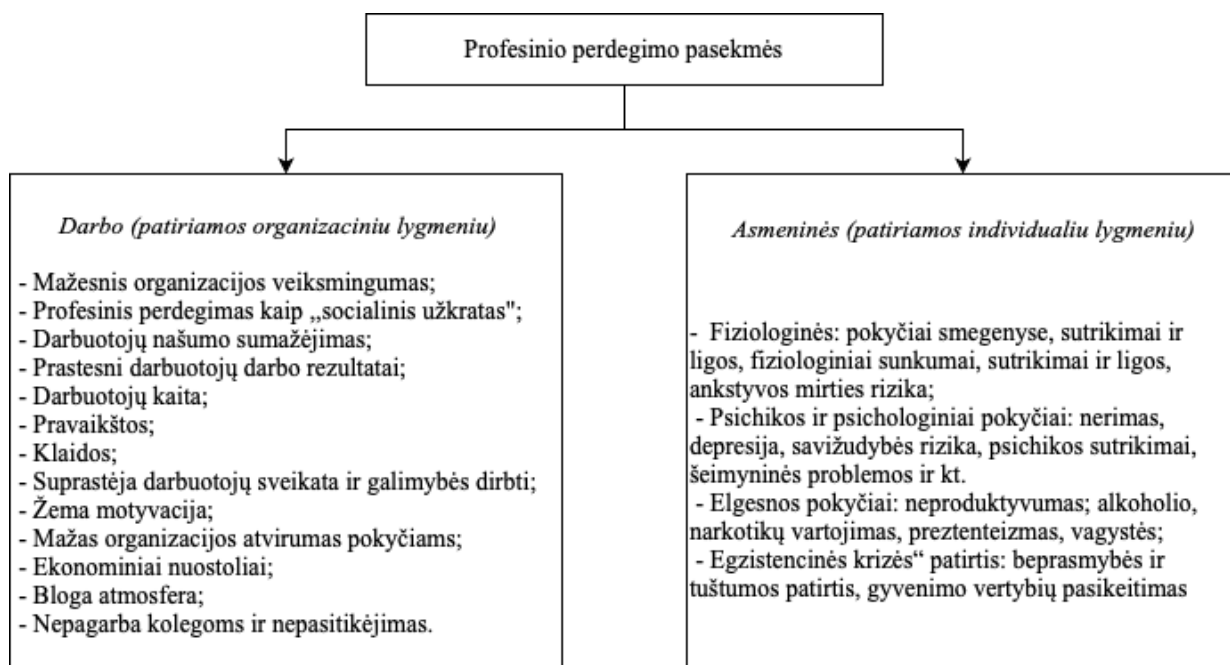 Profesinio perdegimo pasekmės
Darbo (patiriamos organizaciniu lygmeniu)
- Mažesnis organizacijos veiksmingumas;
- Profesinis perdegimas kaip ,,socialinis užkratas";
- Darbuotojų našumo sumažėjimas;
- Prastesni darbuotojų darbo rezultatai;
- Darbuotojų kaita;
- Pravaikštos;
- Klaidos;
- Suprastėja darbuotojų sveikata ir galimybės dirbti;
- Žema motyvacija;
- Mažas organizacijos atvirumas pokyčiams;
- Ekonominiai nuostoliai;
- Bloga atmosfera;
- Nepagarba kolegoms ir nepasitikėjimas.
Asmeninės (patiriamos individualiu lygmeniu)
- Fiziologinės: pokyčiai smegenyse, sutrikimai ir
ligos, fiziologiniai sunkumai, sutrikimai ir ligos,
ankstyvos mirties rizika;
- Psichikos ir psichologiniai pokyčiai: nerimas,
depresija, savižudybės rizika, psichikos sutrikimai,
šeimyninės problemos ir kt.
- Elgesnos pokyčiai: neproduktyvumas; alkoholio,
narkotikų vartojimas, preztenteizmas, vagystės;
- Egzistencinės krizės“ patirtis: beprasmybės ir
tuštumos patirtis, gyvenimo vertybių pasikeitimas